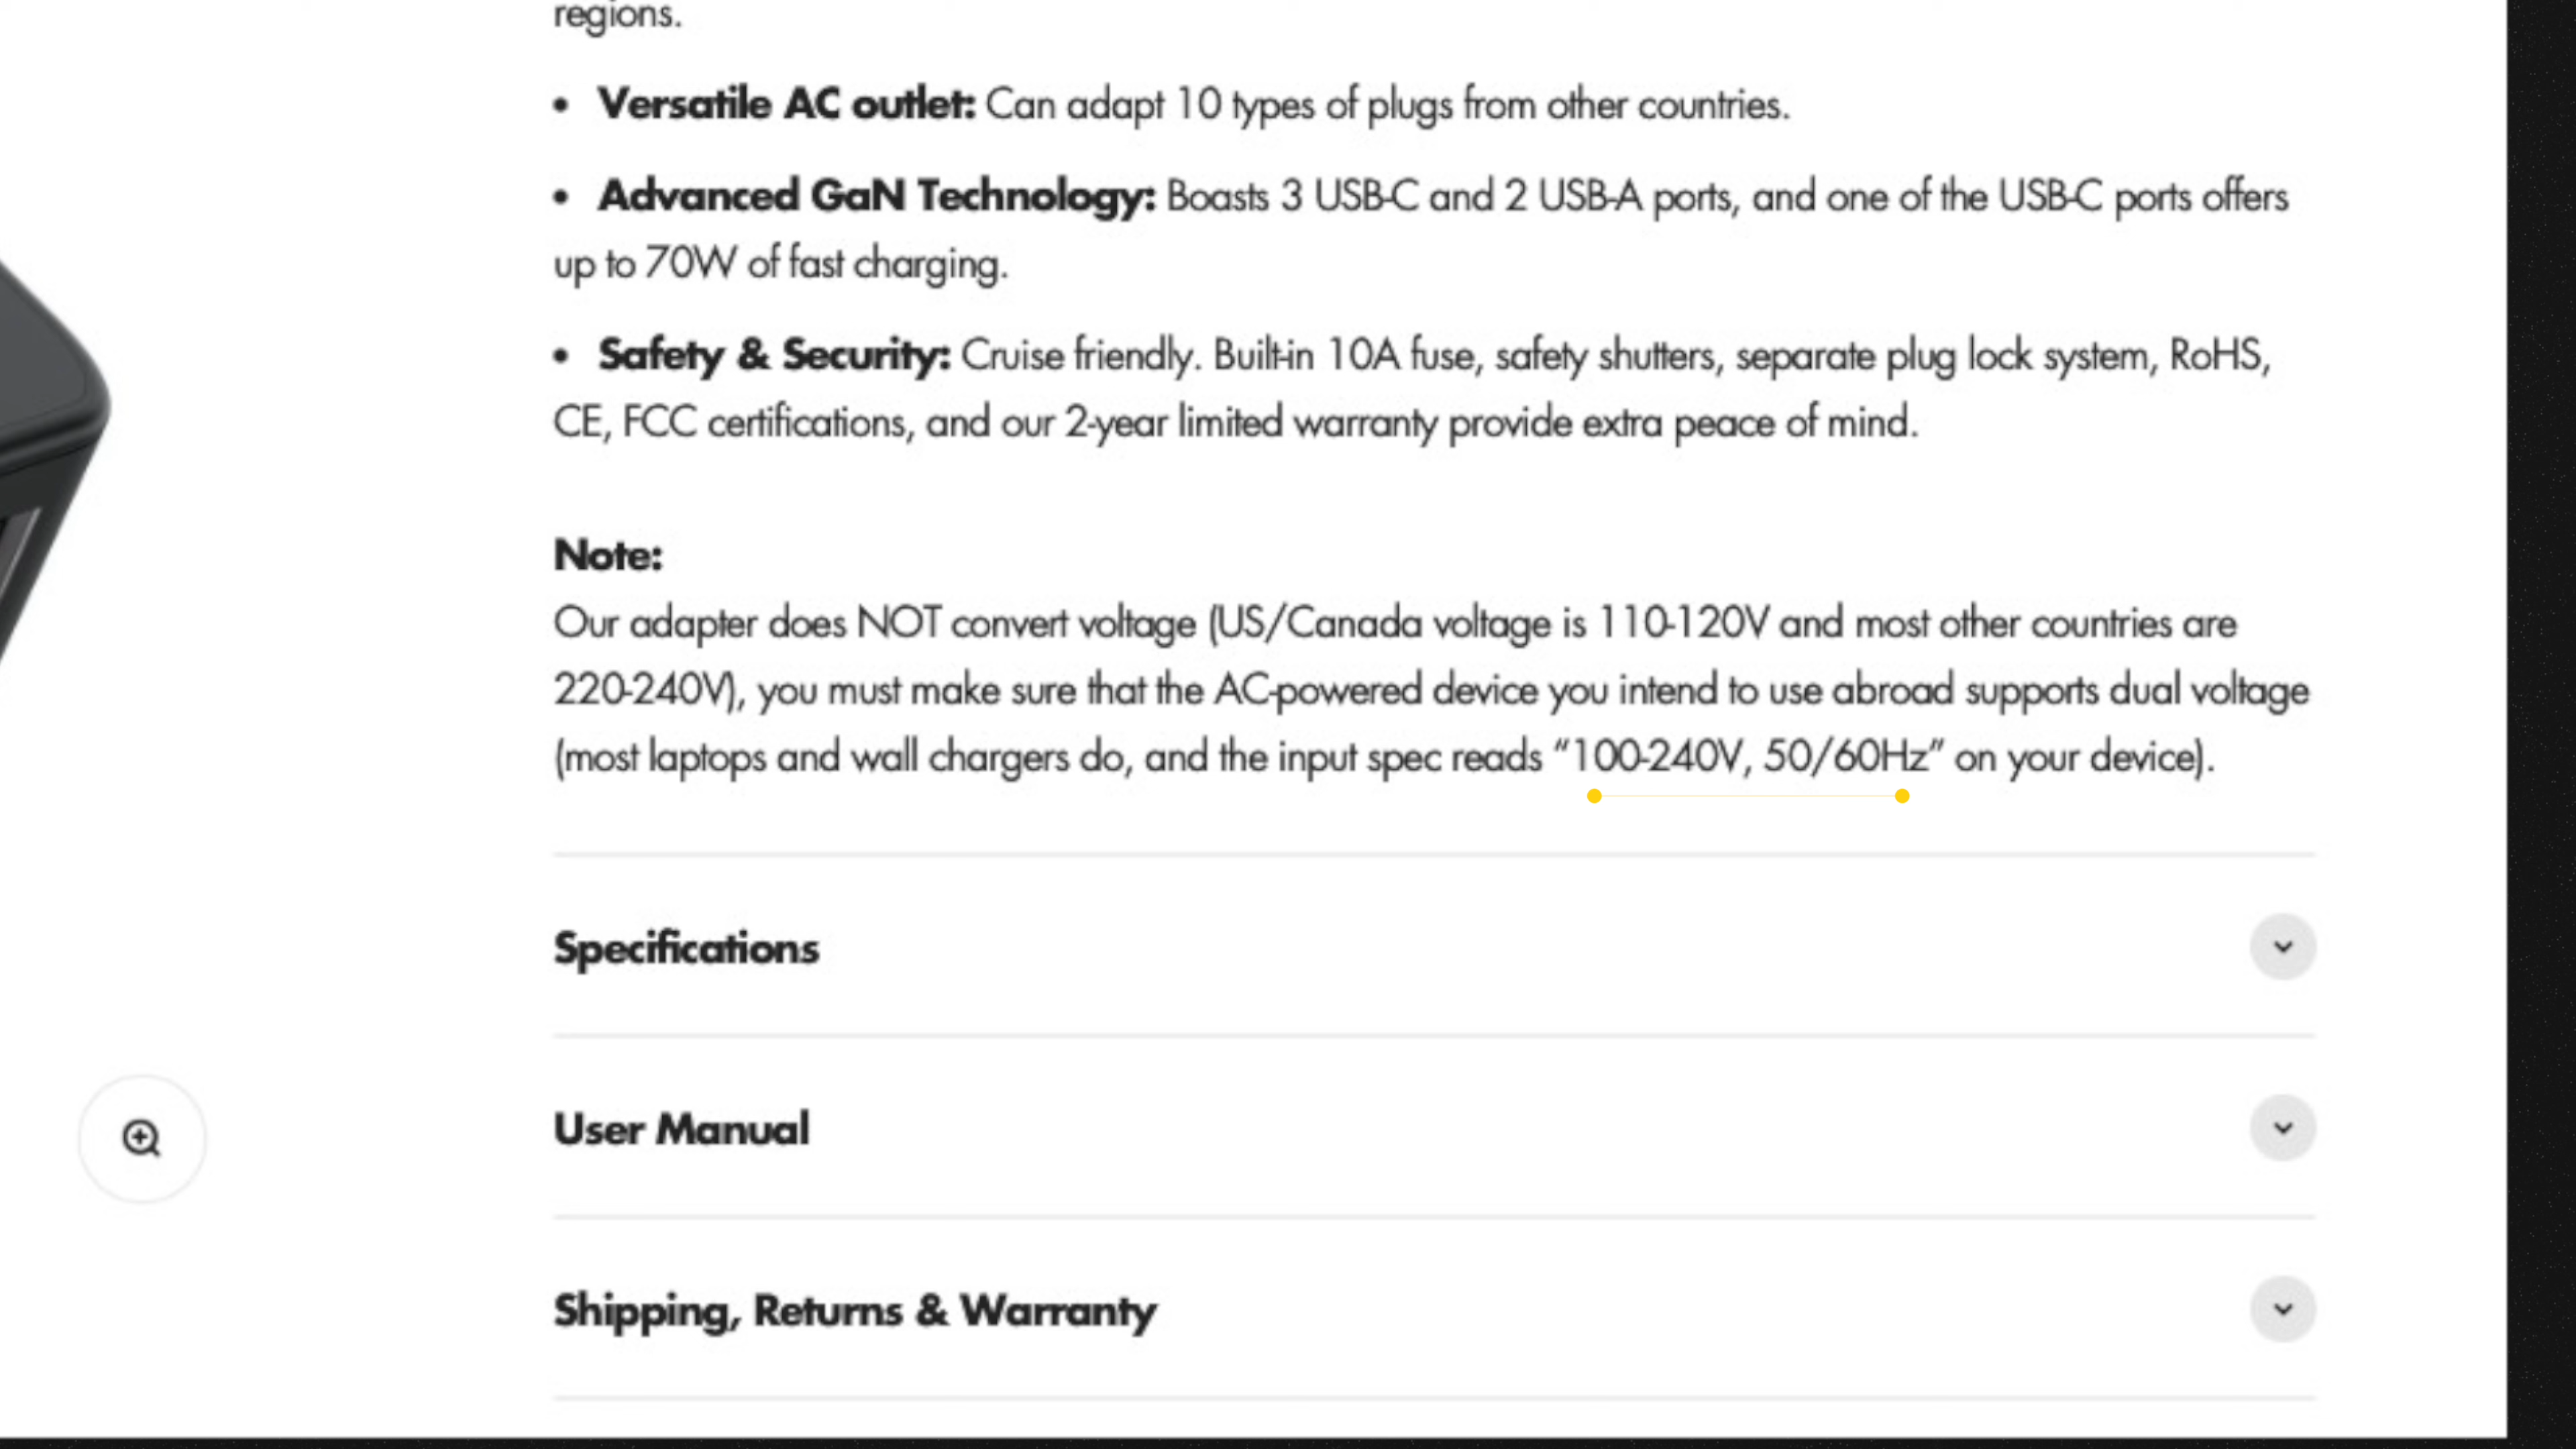 regions.
• Versatile AC outlet: Can adapt 10 types of plugs from other countries.
• Advanced GaN Technology: Boasts 3 USB-C and 2 USB-A ports, and one of the USB-C ports offers
up to 70W of fast charging.
• Safety & Security: Cruise friendly. Built-in 10A fuse, safety shutters, separate plug lock system, RoHS,
CE, FCC certifications, and our 2-year limited warranty provide extra peace of mind.
Note:
Our adapter does NOT convert voltage (US/Canada voltage is 110-120V and most other countries are
220-240V), you must make sure that the AC-powered device you intend to use abroad supports dual voltage
(most laptops and wall chargers do, and the input spec reads “100-240V, 50/60Hz” on your device).
Specifications
User Manual
Shipping, Returns & Warranty